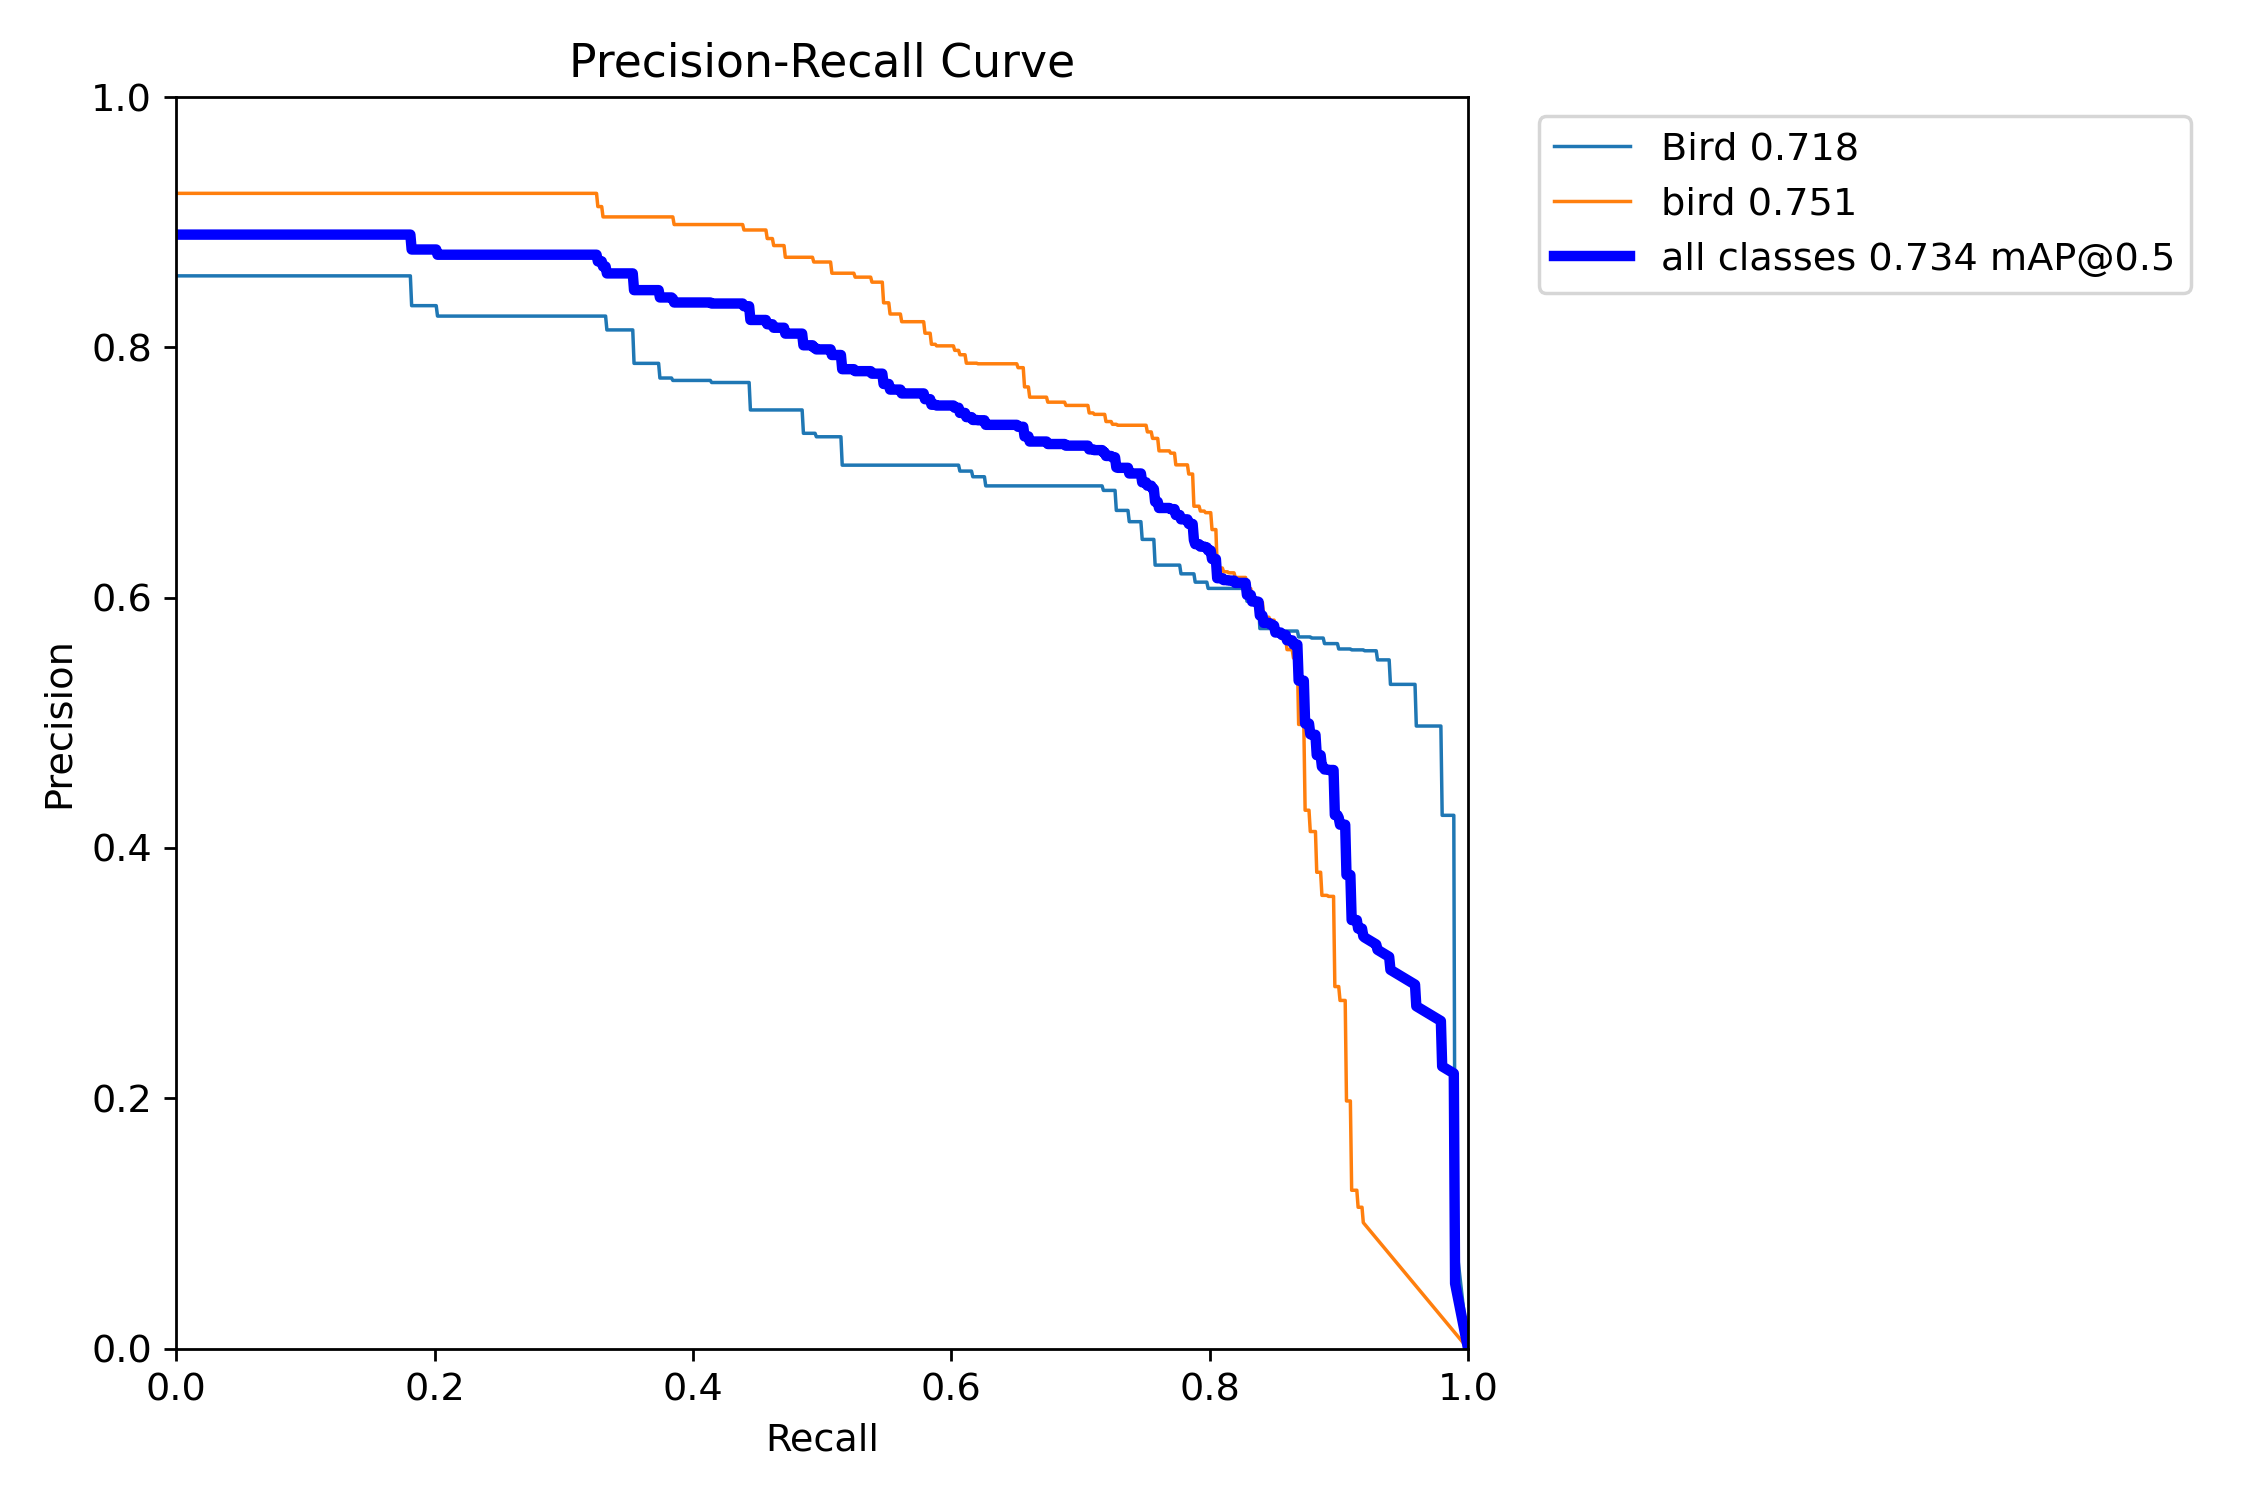 Precision-Recall Curve
1.0
0.8
0.6
0.4
0.2
0.0
Precision
0.0 0.2 0.4 0.6 0.8 1.0
Recall
Bird 0.718
bird 0.751
all classes 0.734 mAP@0.5